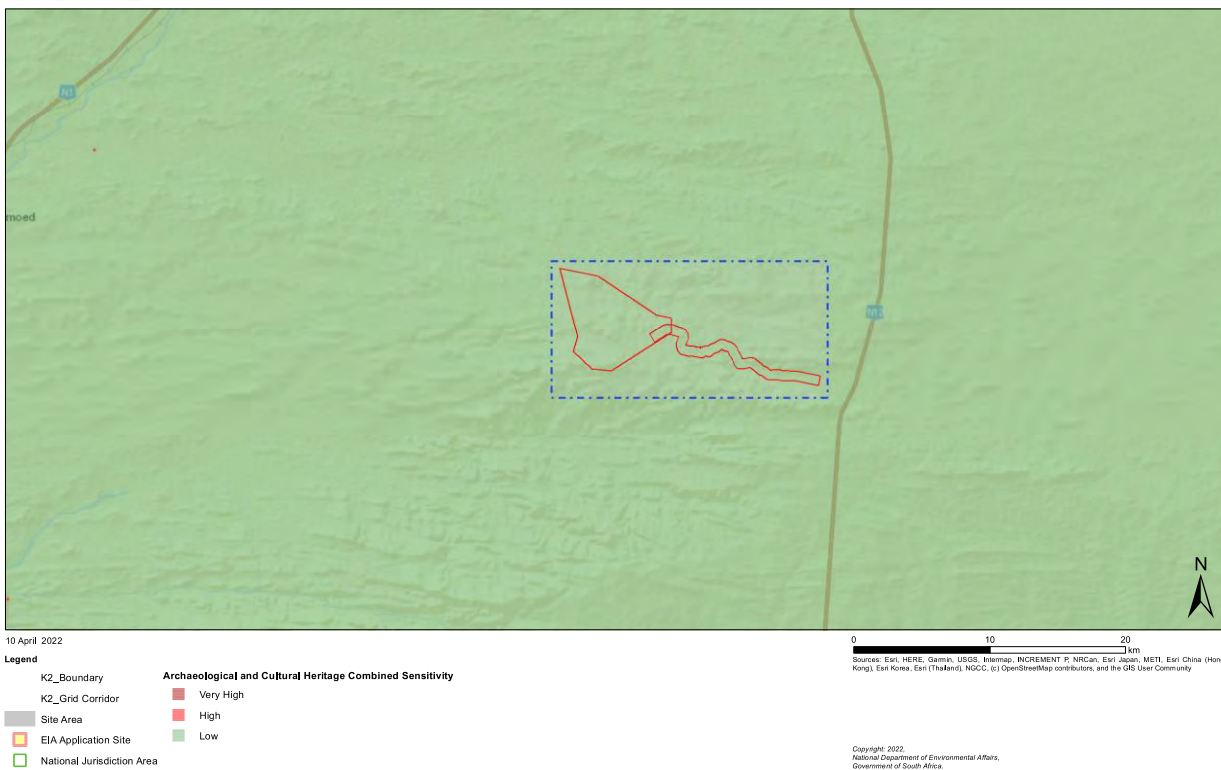 N1
moed
N12
N
10 April 2022
0 10 20
km
Legend
Sources: Esri, HERE, Garmin, USGS, Intermap, INCREMENT P, NRCan, Esri Japan, METI, Esri China (Hong
Kong), Esri Korea, Esri (Thailand), NGCC, (c) OpenStreetMap contributors, and the GIS User Community
K2_Boundary
K2_Grid Corridor
Site Area
EIA Application Site
National Jurisdiction Area
Archaeological and Cultural Heritage Combined Sensitivity
Very High
High
Low
Copyright: 2022,
National Department of Environmental Affairs,
Government of South Africa.